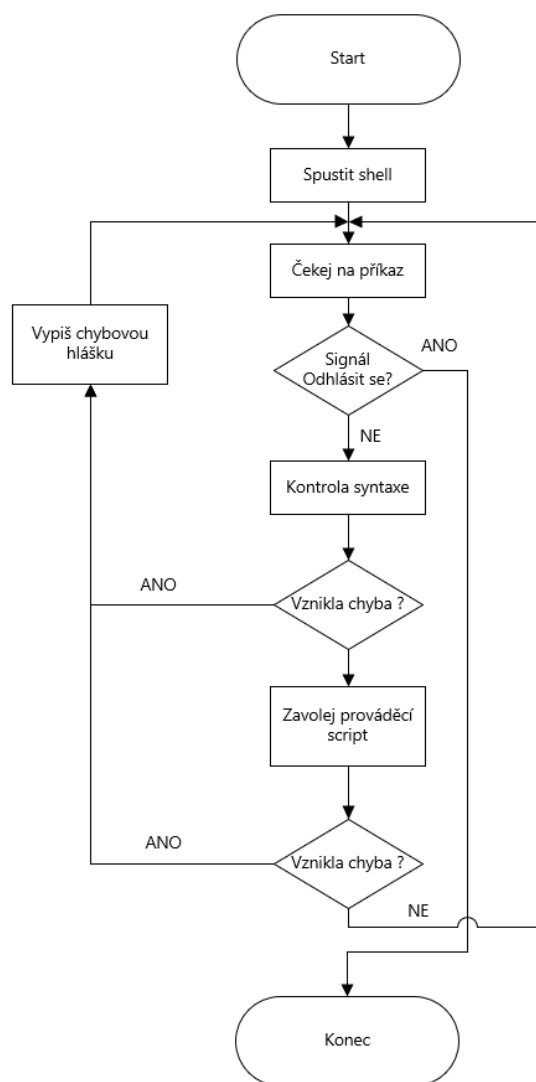 Start
Spustit shell
Čekej na příkaz
Vypiš chybovou
hlášku
Signál
Odhlásit se?
ANO
NE
Kontrola syntaxe
ANO
Vznikla chyba ?
Zavolej prováděcí
script
ANO
Vznikla chyba ?
NE
Konec